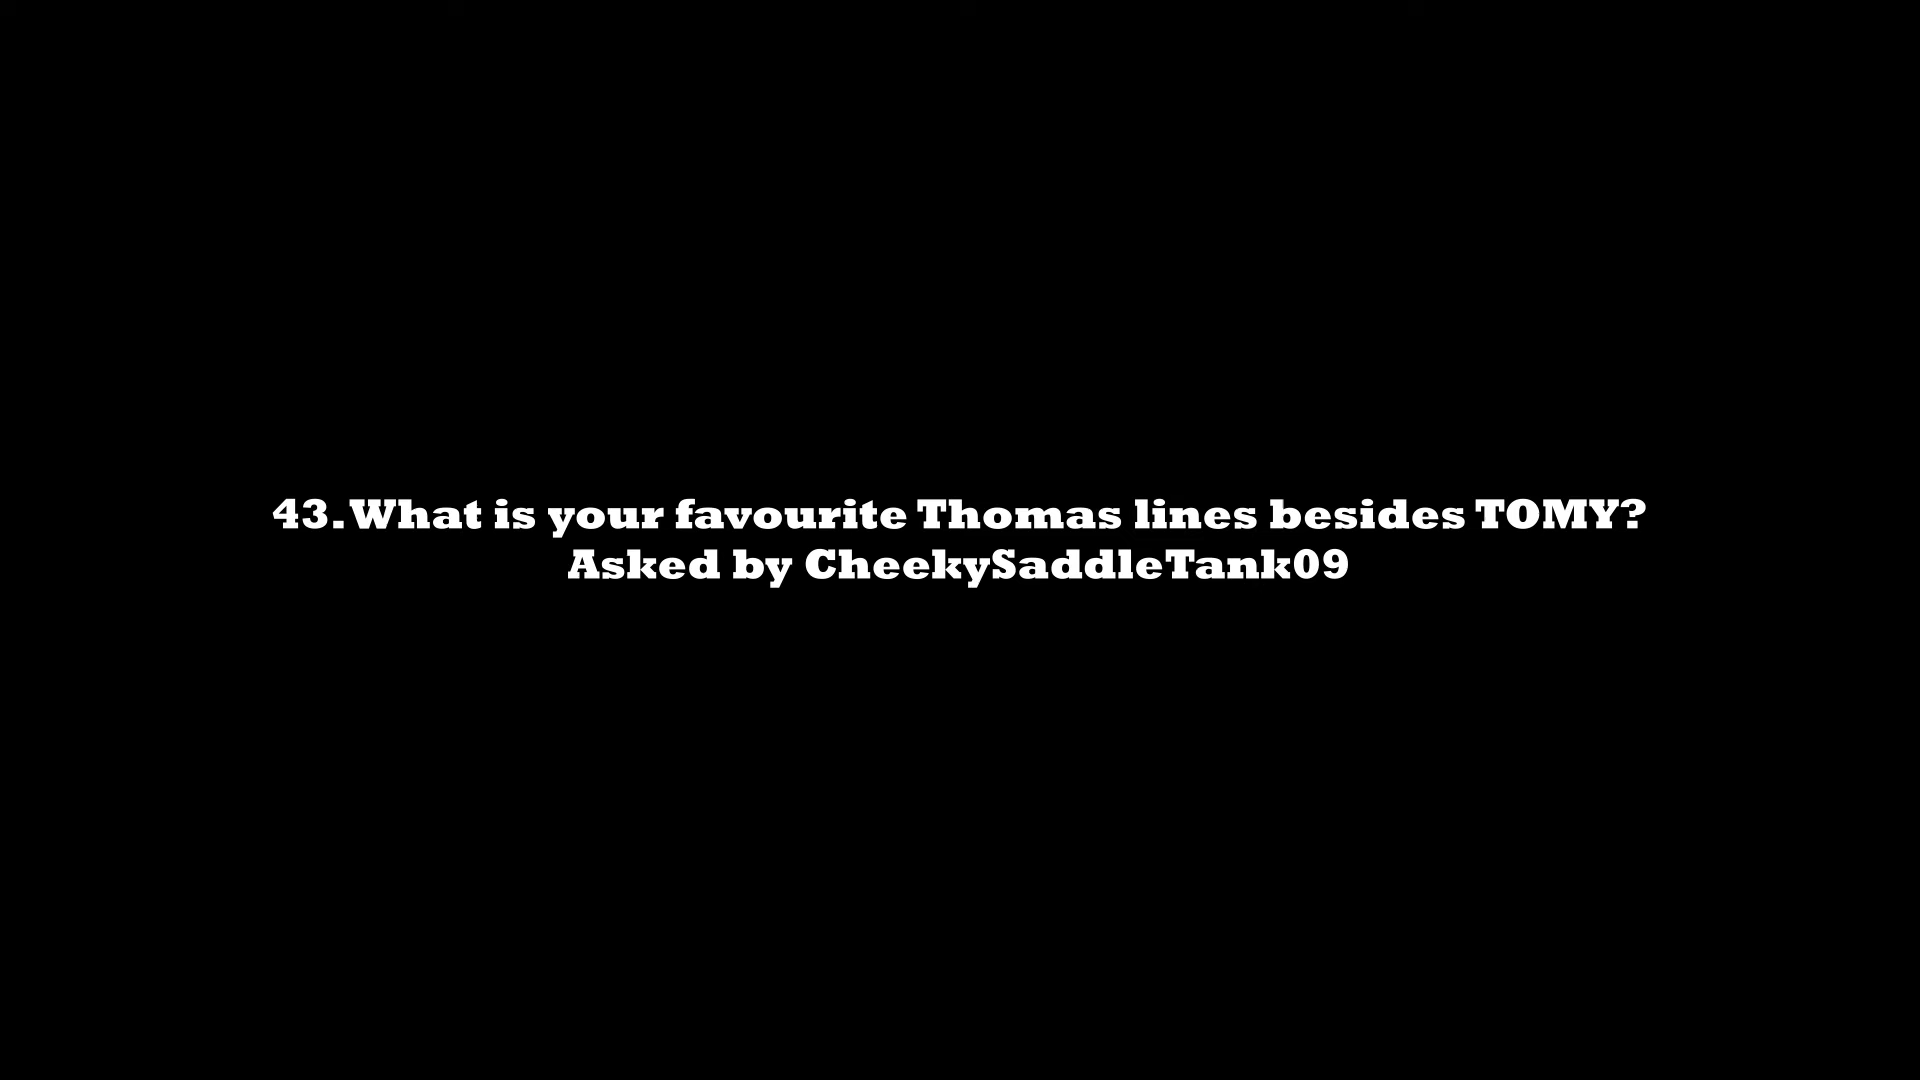 43. What is your favourite Thomas lines besides TOMY?
Asked by CheekySaddleTank09